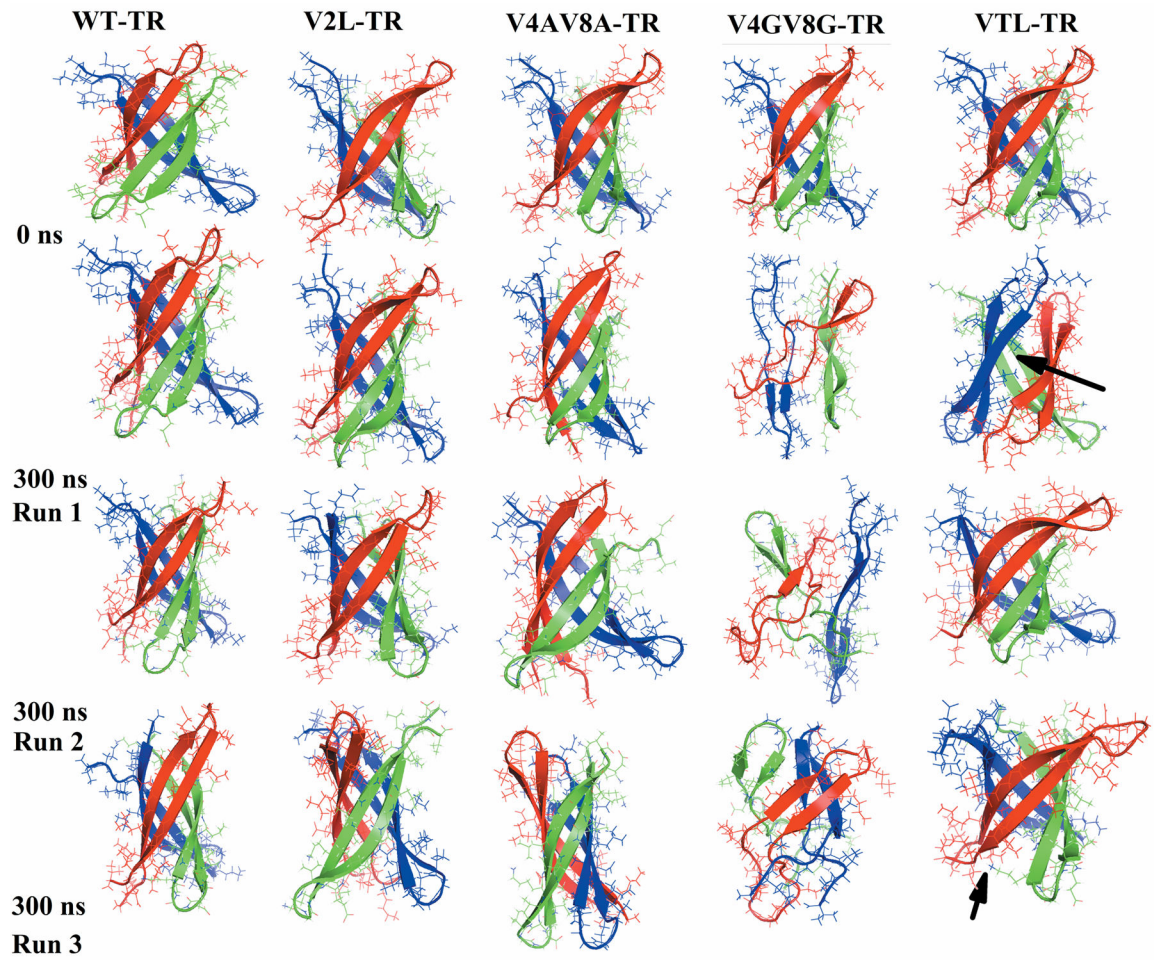 WT-TR V2L-TR V4AV8A-TR V4GV8G-TR VTL-TR
0 ns
300 ns
Run 1
300 ns
Run 2
300 ns
Run 3